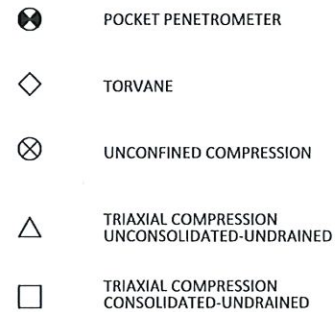 POCKET PENETROMETER
TORVANE
UNCONFINED COMPRESSION
TRIAXIAL COMPRESSION
UNCONSOLIDATED-UNDRAINED
TRIAXIAL COMPRESSION
CONSOLIDATED-UNDRAINED